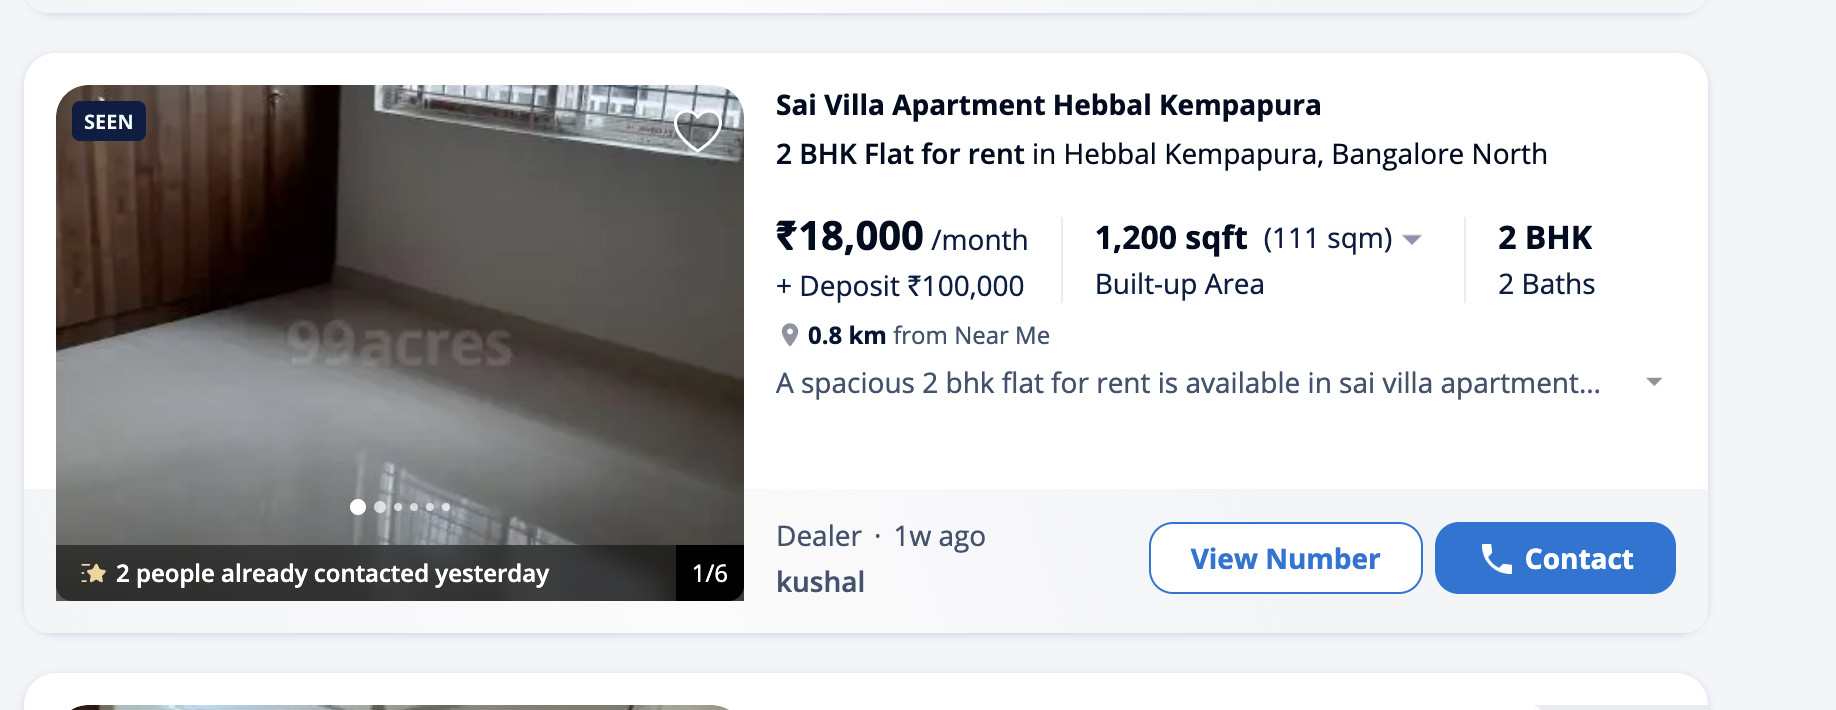 SEEN
99acres
2 people already contacted yesterday
1/6
Sai Villa Apartment Hebbal Kempapura
2 BHK Flat for rent in Hebbal Kempapura, Bangalore North
₹18,000 /month
+ Deposit ₹100,000
1,200 sqft (111 sqm)
Built-up Area
2 BHK
2 Baths
0.8 km from Near Me
A spacious 2 bhk flat for rent is available in sai villa apartment...
Dealer · 1w ago
kushal
View Number
Contact